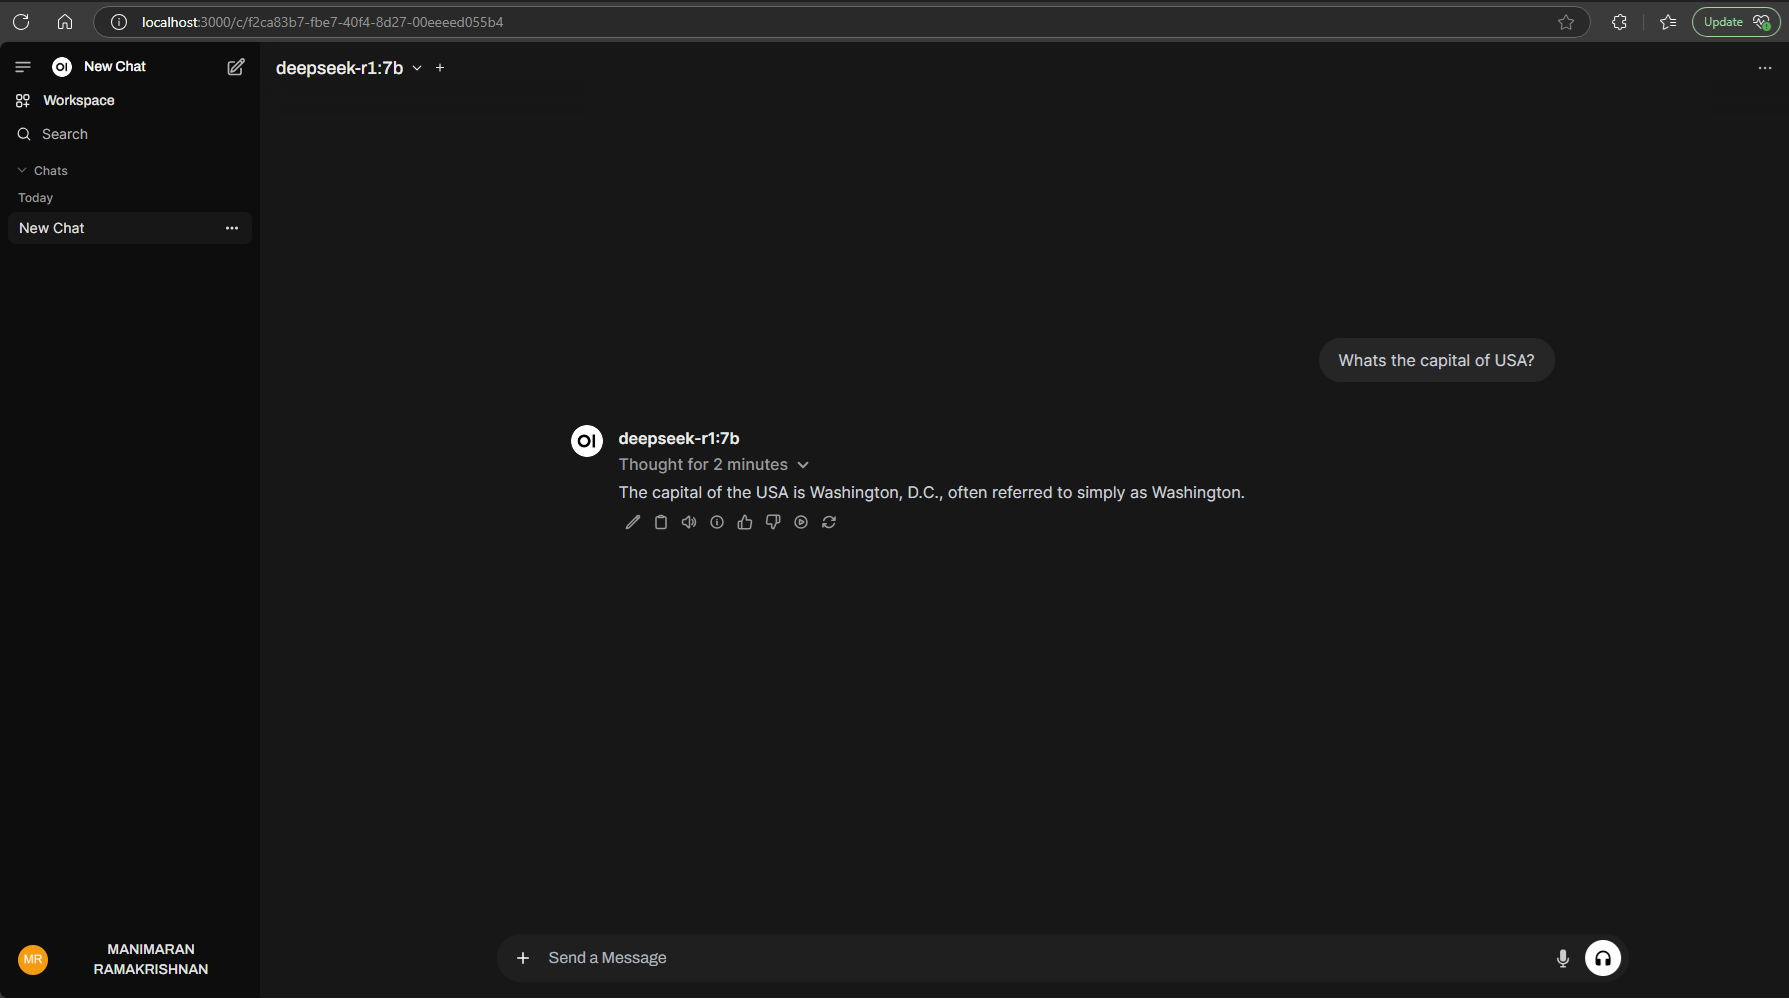 localhost:3000/c/f2ca83b7-fbe7-40f4-8d27-00eeeed055b4
Update
OI New Chat
deepseek-r1:7b
Workspace
Search
Chats
Today
New Chat
Whats the capital of USA?
OI deepseek-r1:7b
Thought for 2 minutes
The capital of the USA is Washington, D.C., often referred to simply as Washington.
MR
MANIMARAN
RAMAKRISHNAN
Send a Message